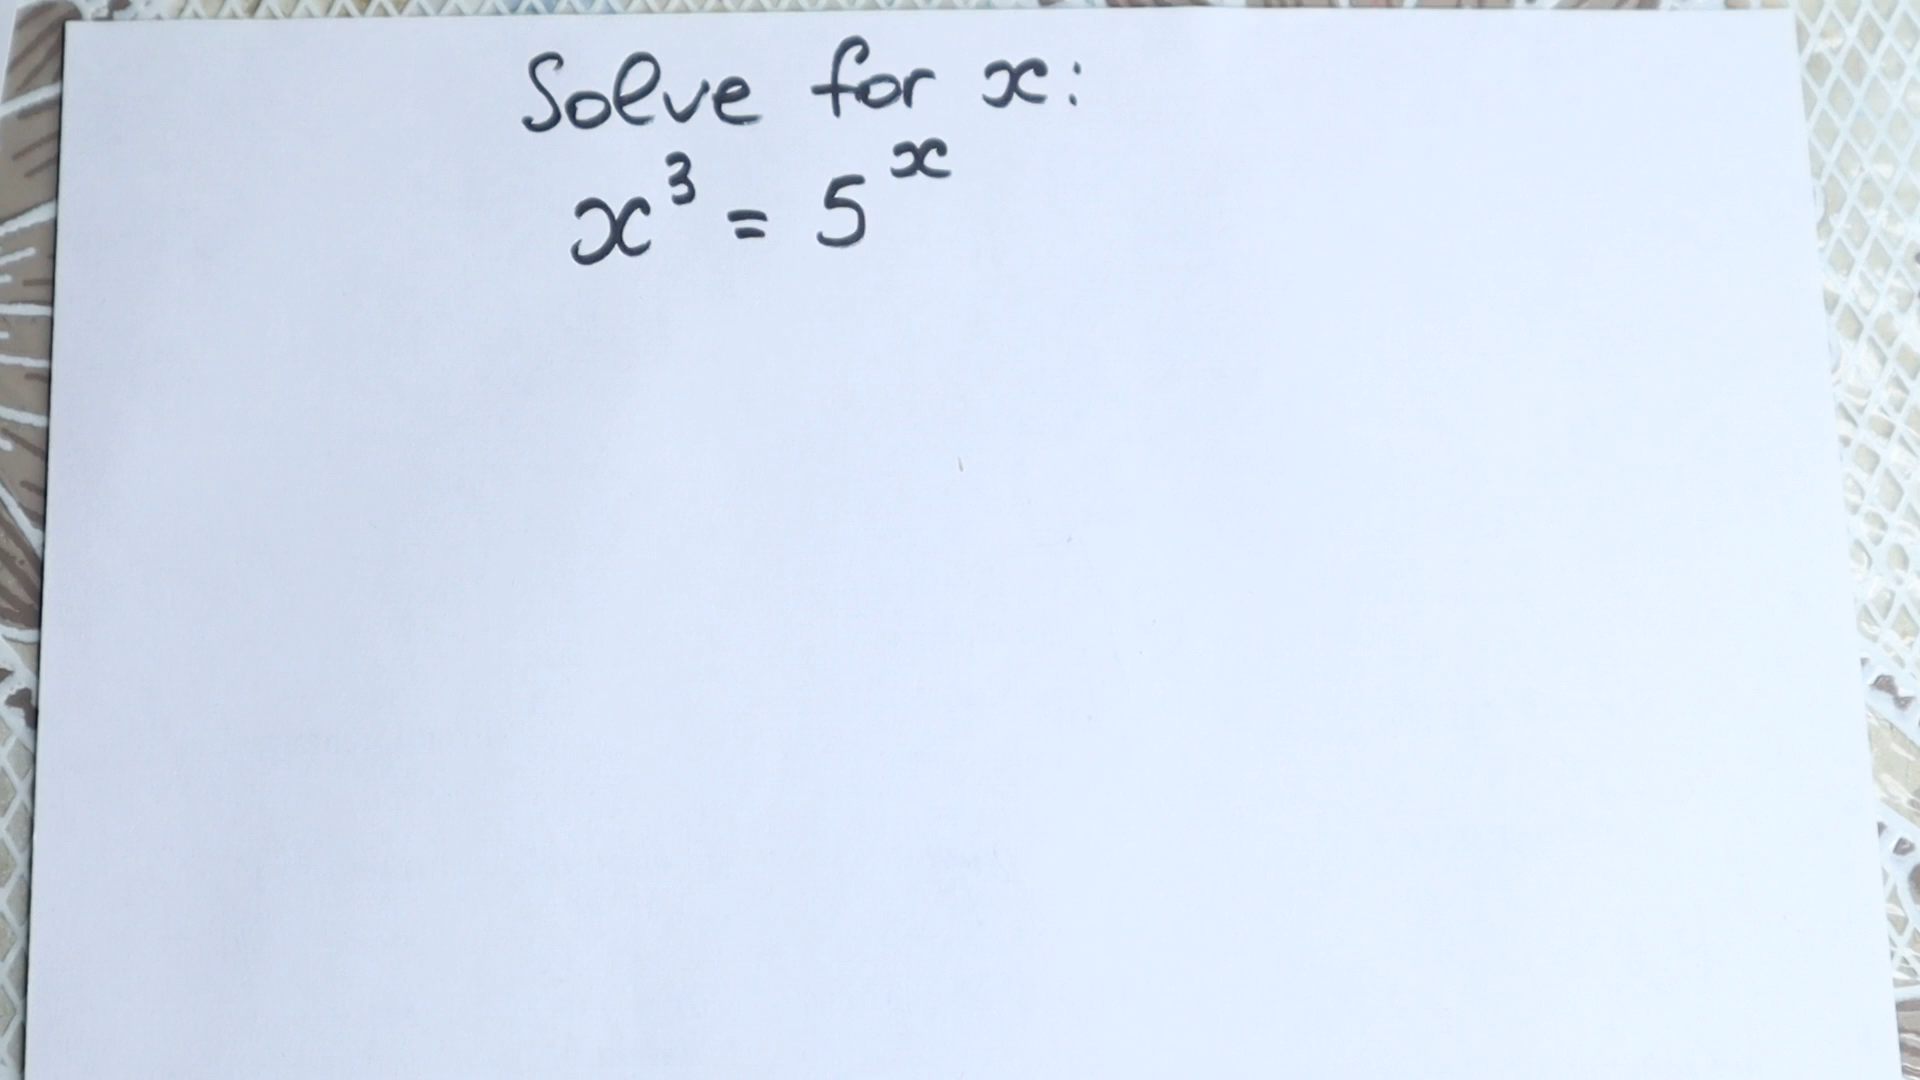 Solve for x:
x³ = 5ˣ